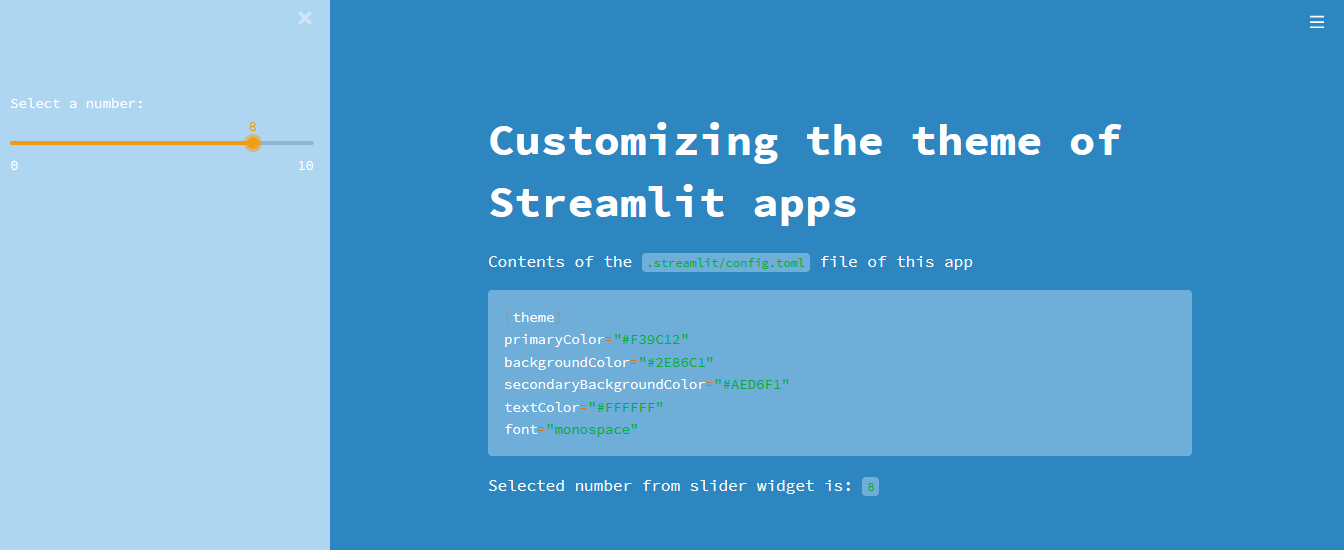 Select a number:
8
0 10
Customizing the theme of
Streamlit apps
Contents of the .streamlit/config.toml file of this app
[theme]
primaryColor="#F39C12"
backgroundColor="#2E86C1"
secondaryBackgroundColor="#AED6F1"
textColor="#FFFFFF"
font="monospace"
Selected number from slider widget is: 8